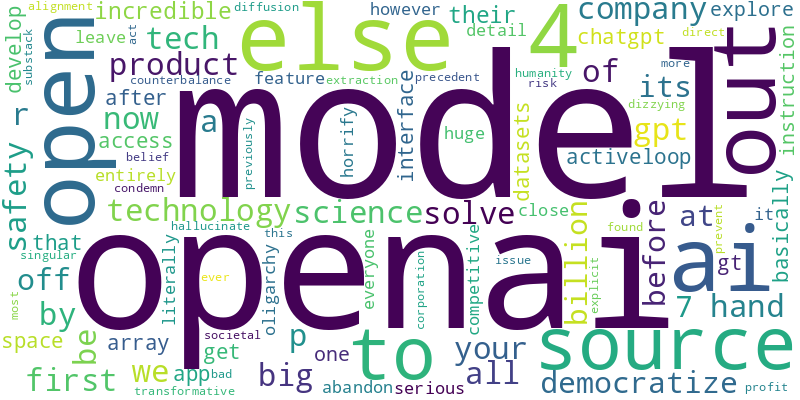 alignment
diffusion
incredible
however
their
else
4
company
explore
substack
develop
leave
act
tech
detail
chatgpt
direct
open
product
counterbalance
feature
extraction
precedent
humanity
risk
of
its
more
out
instruction
r
after
now
a
access
previously
belief
horrify
interface
model
huge
datasets
gpt
dizzying
activeloop
safety
entirely
condemn
technology
science
solve
close
billion
before
at
it
basically
that
hallucinate
singular
off
literally
openai
oligarchy
this
everyone
competitive
issue
found
explicit
ai
gt
prevent
ever
corporation
most
by
be
societal
p
to
source
7
hand
space
array
get
one
your
we
app
bad
big
all
first
transformative
abandon
serious
democratize
profit